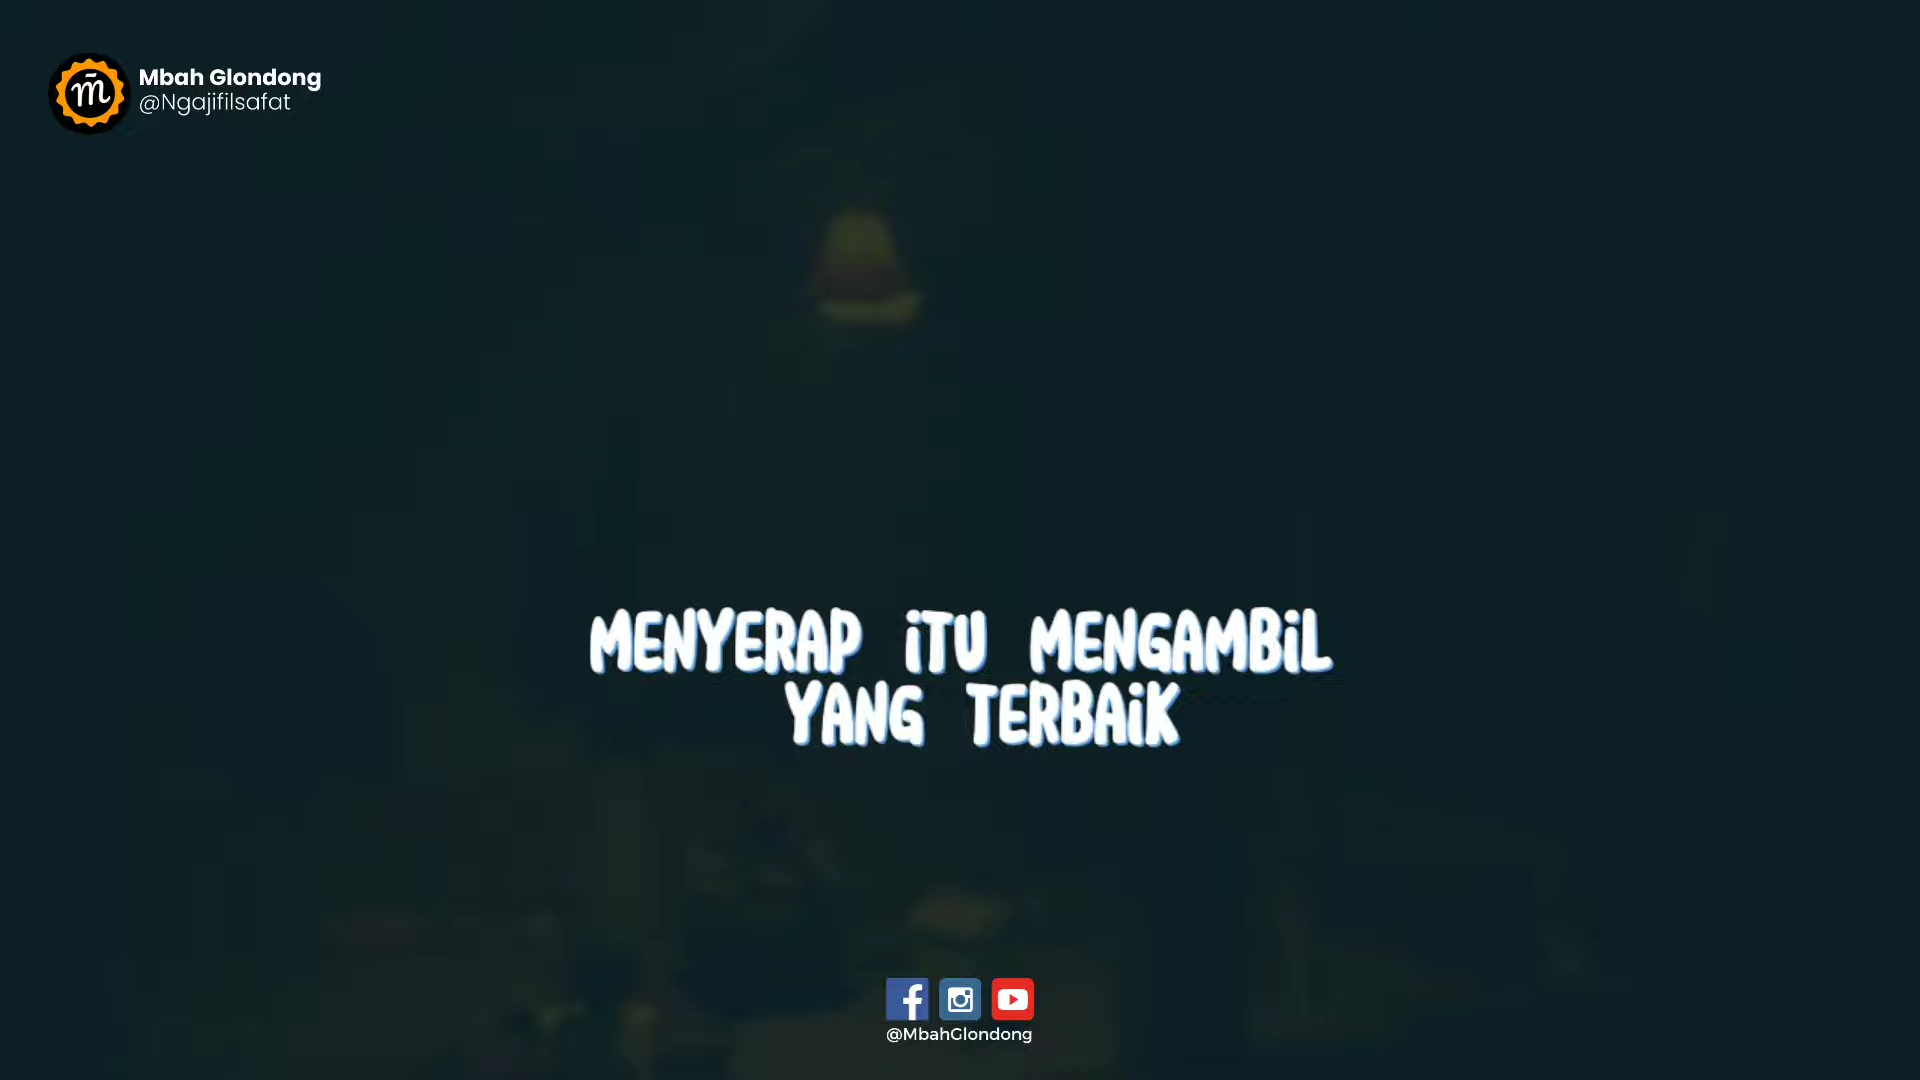 Mbah Glondong
@Ngajifilsafat
MENYERAP iTU MENGAMBiL
YANG TERBAiK
@MbahGlondong